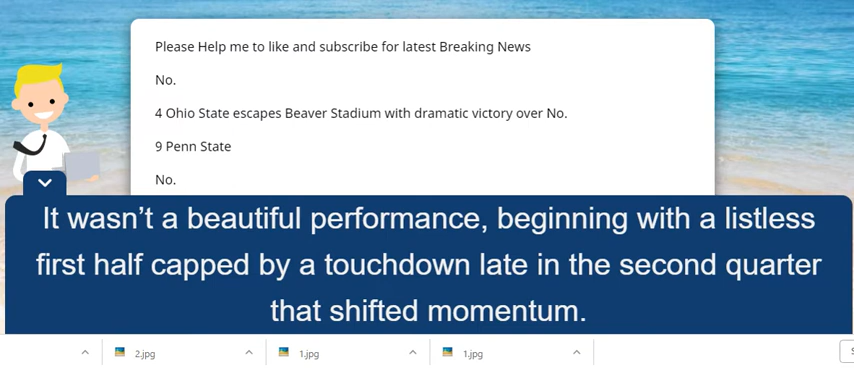 Please Help me to like and subscribe for latest Breaking News
No.
4 Ohio State escapes Beaver Stadium with dramatic victory over No.
9 Penn State
No.
It wasn’t a beautiful performance, beginning with a listless
first half capped by a touchdown late in the second quarter
that shifted momentum.
2.jpg
1.jpg
1.jpg